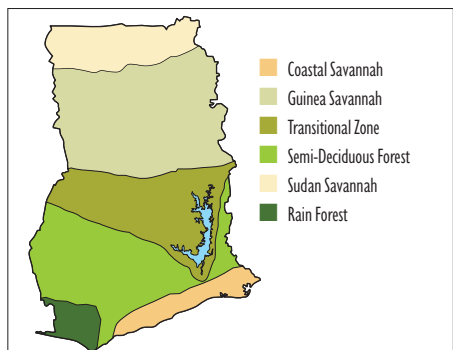 Coastal Savannah
Guinea Savannah
Transitional Zone
Semi-Deciduous Forest
Sudan Savannah
Rain Forest